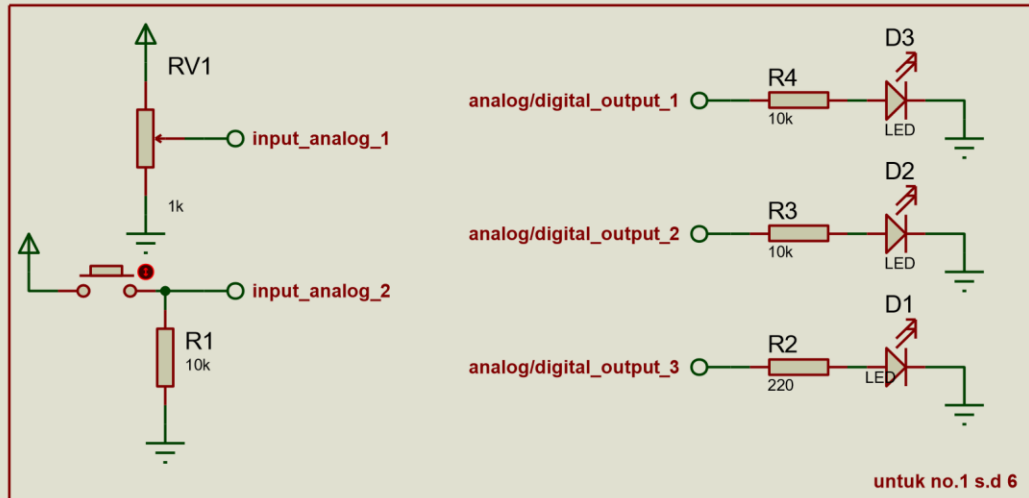 RV1
input_analog_1
1k
input_analog_2
R1
10k
D3
R4
analog/digital_output_1
10k
LED
D2
R3
analog/digital_output_2
10k
LED
D1
R2
analog/digital_output_3
220
LED
untuk no.1 s.d 6